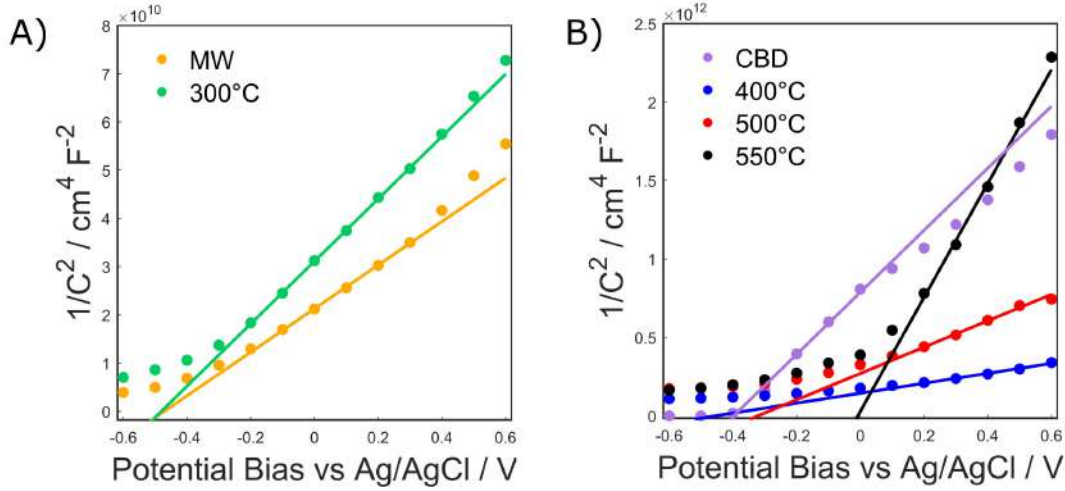 A)
×10^10
8
7
6
5
4
3
2
1
0
1/C^2 / cm^4 F^-2
MW
300°C
-0.6 -0.4 -0.2 0 0.2 0.4 0.6
Potential Bias vs Ag/AgCl / V
B)
×10^12
2.5
2
1.5
1
0.5
0
1/C^2 / cm^4 F^-2
CBD
400°C
500°C
550°C
-0.6 -0.4 -0.2 0 0.2 0.4 0.6
Potential Bias vs Ag/AgCl / V